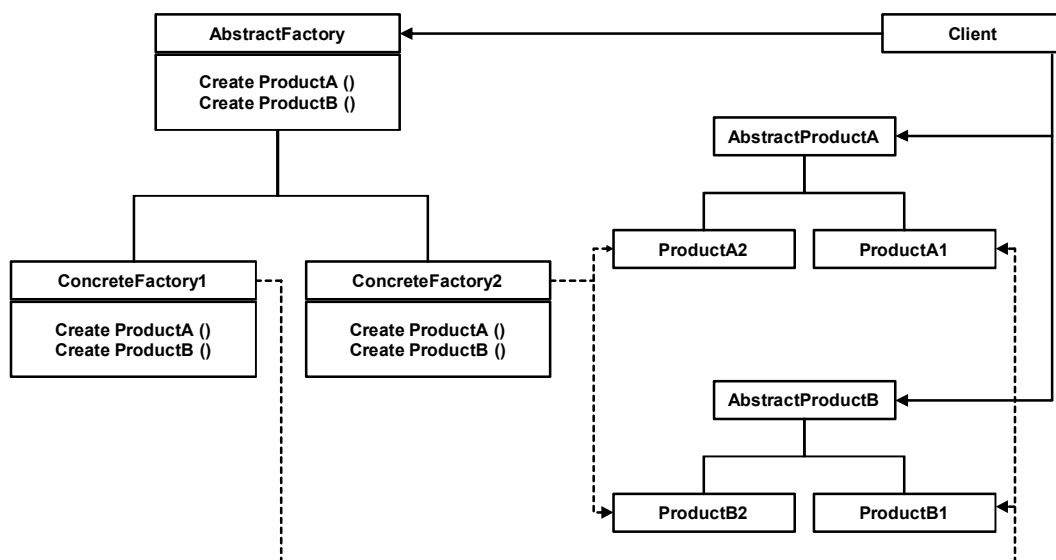 AbstractFactory
Client
Create ProductA ()
Create ProductB ()
AbstractProductA
ProductA2
ProductA1
ConcreteFactory1
ConcreteFactory2
Create ProductA ()
Create ProductB ()
Create ProductA ()
Create ProductB ()
AbstractProductB
ProductB2
ProductB1